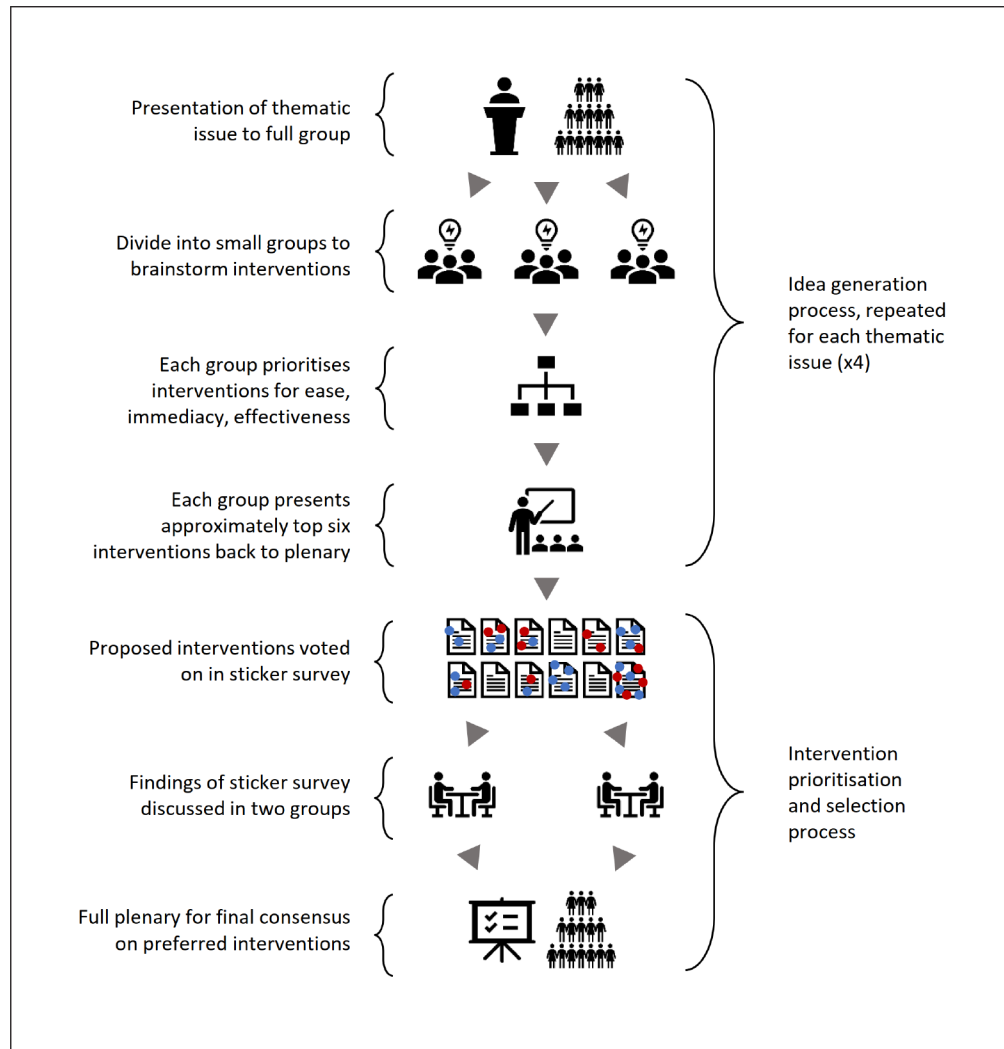 Presentation of thematic
issue to full group
Divide into small groups to
brainstorm interventions
Each group prioritises
interventions for ease,
immediacy, effectiveness
Each group presents
approximately top six
interventions back to plenary
Idea generation
process, repeated
for each thematic
issue (x4)
Proposed interventions voted
on in sticker survey
Findings of sticker survey
discussed in two groups
Full plenary for final consensus
on preferred interventions
Intervention
prioritisation
and selection
process